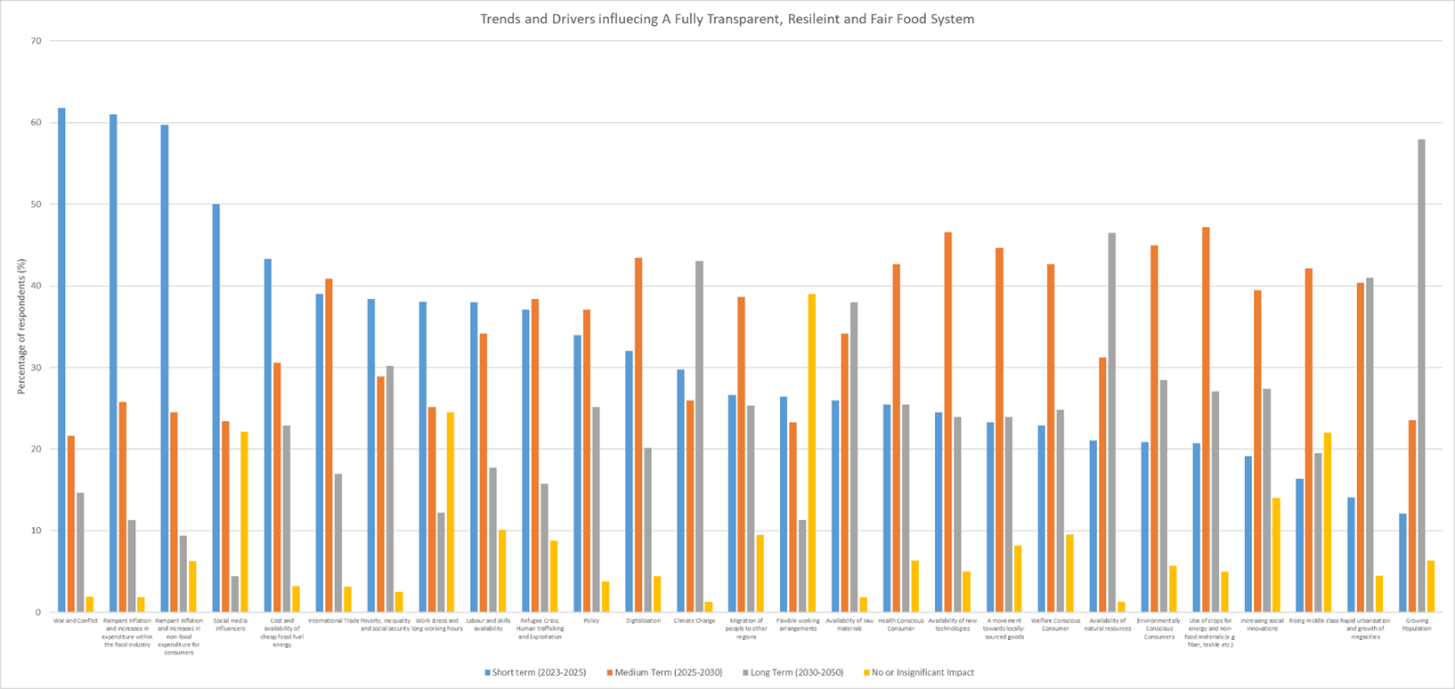 Trends and Drivers influecing A Fully Transparent, Resileint and Fair Food System
70
60
50
40
30
20
10
0
Percentage of respondents (%)
War and Conflict
Rampant inflation
and increases in
expenditure within
the food industry
Rampant inflation
and increases in
non-food
expenditure for
consumers
Social media
influencers
Cost and
availability of
cheap fossil fuel
energy
International Trade
Poverty, inequality
and social security
Work stress and
long working hours
Labour and skills
availability
Refugee Crisis,
Human trafficking
and Exploitation
Policy
Digitalisation
Climate Change
Migration of
people to other
regions
Flexible working
arrangements
Availability of raw
materials
Health Conscious
Consumer
Availability of new
technologies
A movement
towards locally-
sourced goods
Welfare Conscious
Consumer
Availability of
natural resources
Environmentally
Conscious
Consumers
Use of crops for
energy and non-
food materials (e.g.
fiber, textile etc.)
Increasing social
innovations
Rising middle class
Rapid urbanisation
and growth of
megacities
Growing
Population
Short term (2023-2025)
Medium Term (2025-2030)
Long Term (2030-2050)
No or Insignificant Impact